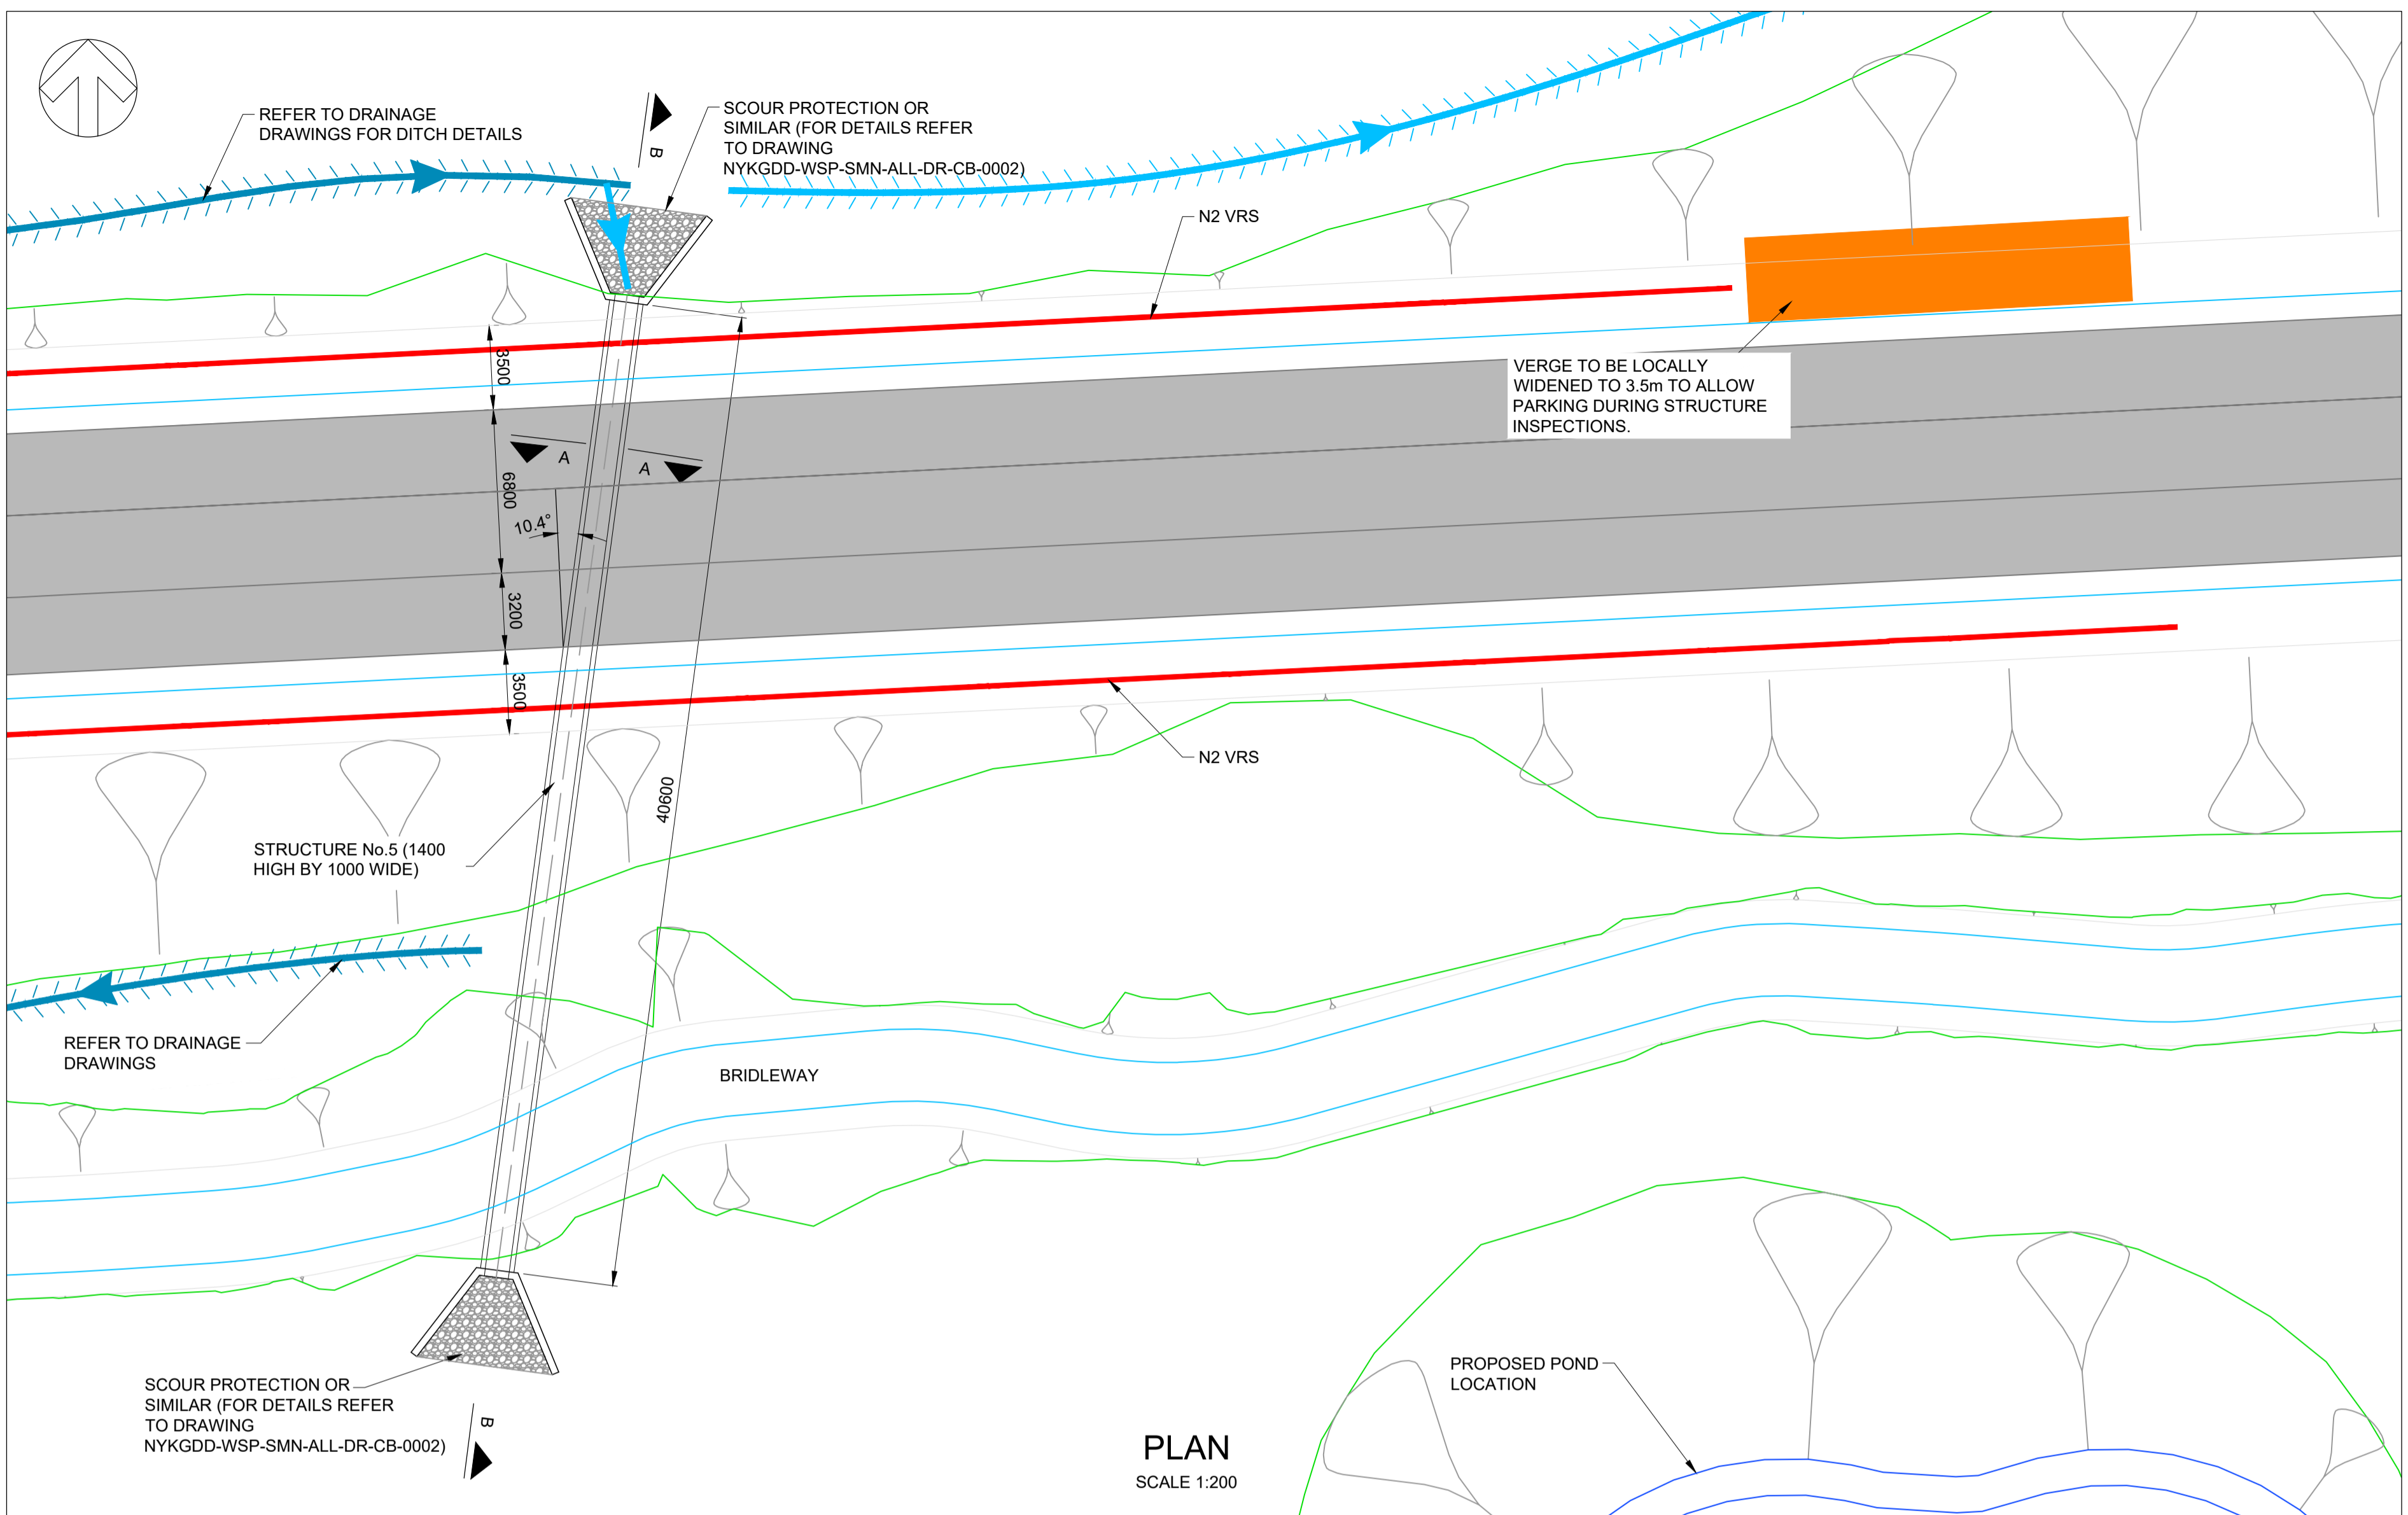 REFER TO DRAINAGE
DRAWINGS FOR DITCH DETAILS
B
SCOUR PROTECTION OR
SIMILAR (FOR DETAILS REFER
TO DRAWING
NYKGDD-WSP-SMN-ALL-DR-CB-0002)
N2 VRS
3500
VERGE TO BE LOCALLY
WIDENED TO 3.5m TO ALLOW
PARKING DURING STRUCTURE
INSPECTIONS.
A
A
6800
10.4°
3200
3500
N2 VRS
40600
STRUCTURE No.5 (1400
HIGH BY 1000 WIDE)
REFER TO DRAINAGE
DRAWINGS
BRIDLEWAY
SCOUR PROTECTION OR
SIMILAR (FOR DETAILS REFER
TO DRAWING
NYKGDD-WSP-SMN-ALL-DR-CB-0002)
B
PROPOSED POND
LOCATION
PLAN
SCALE 1:200